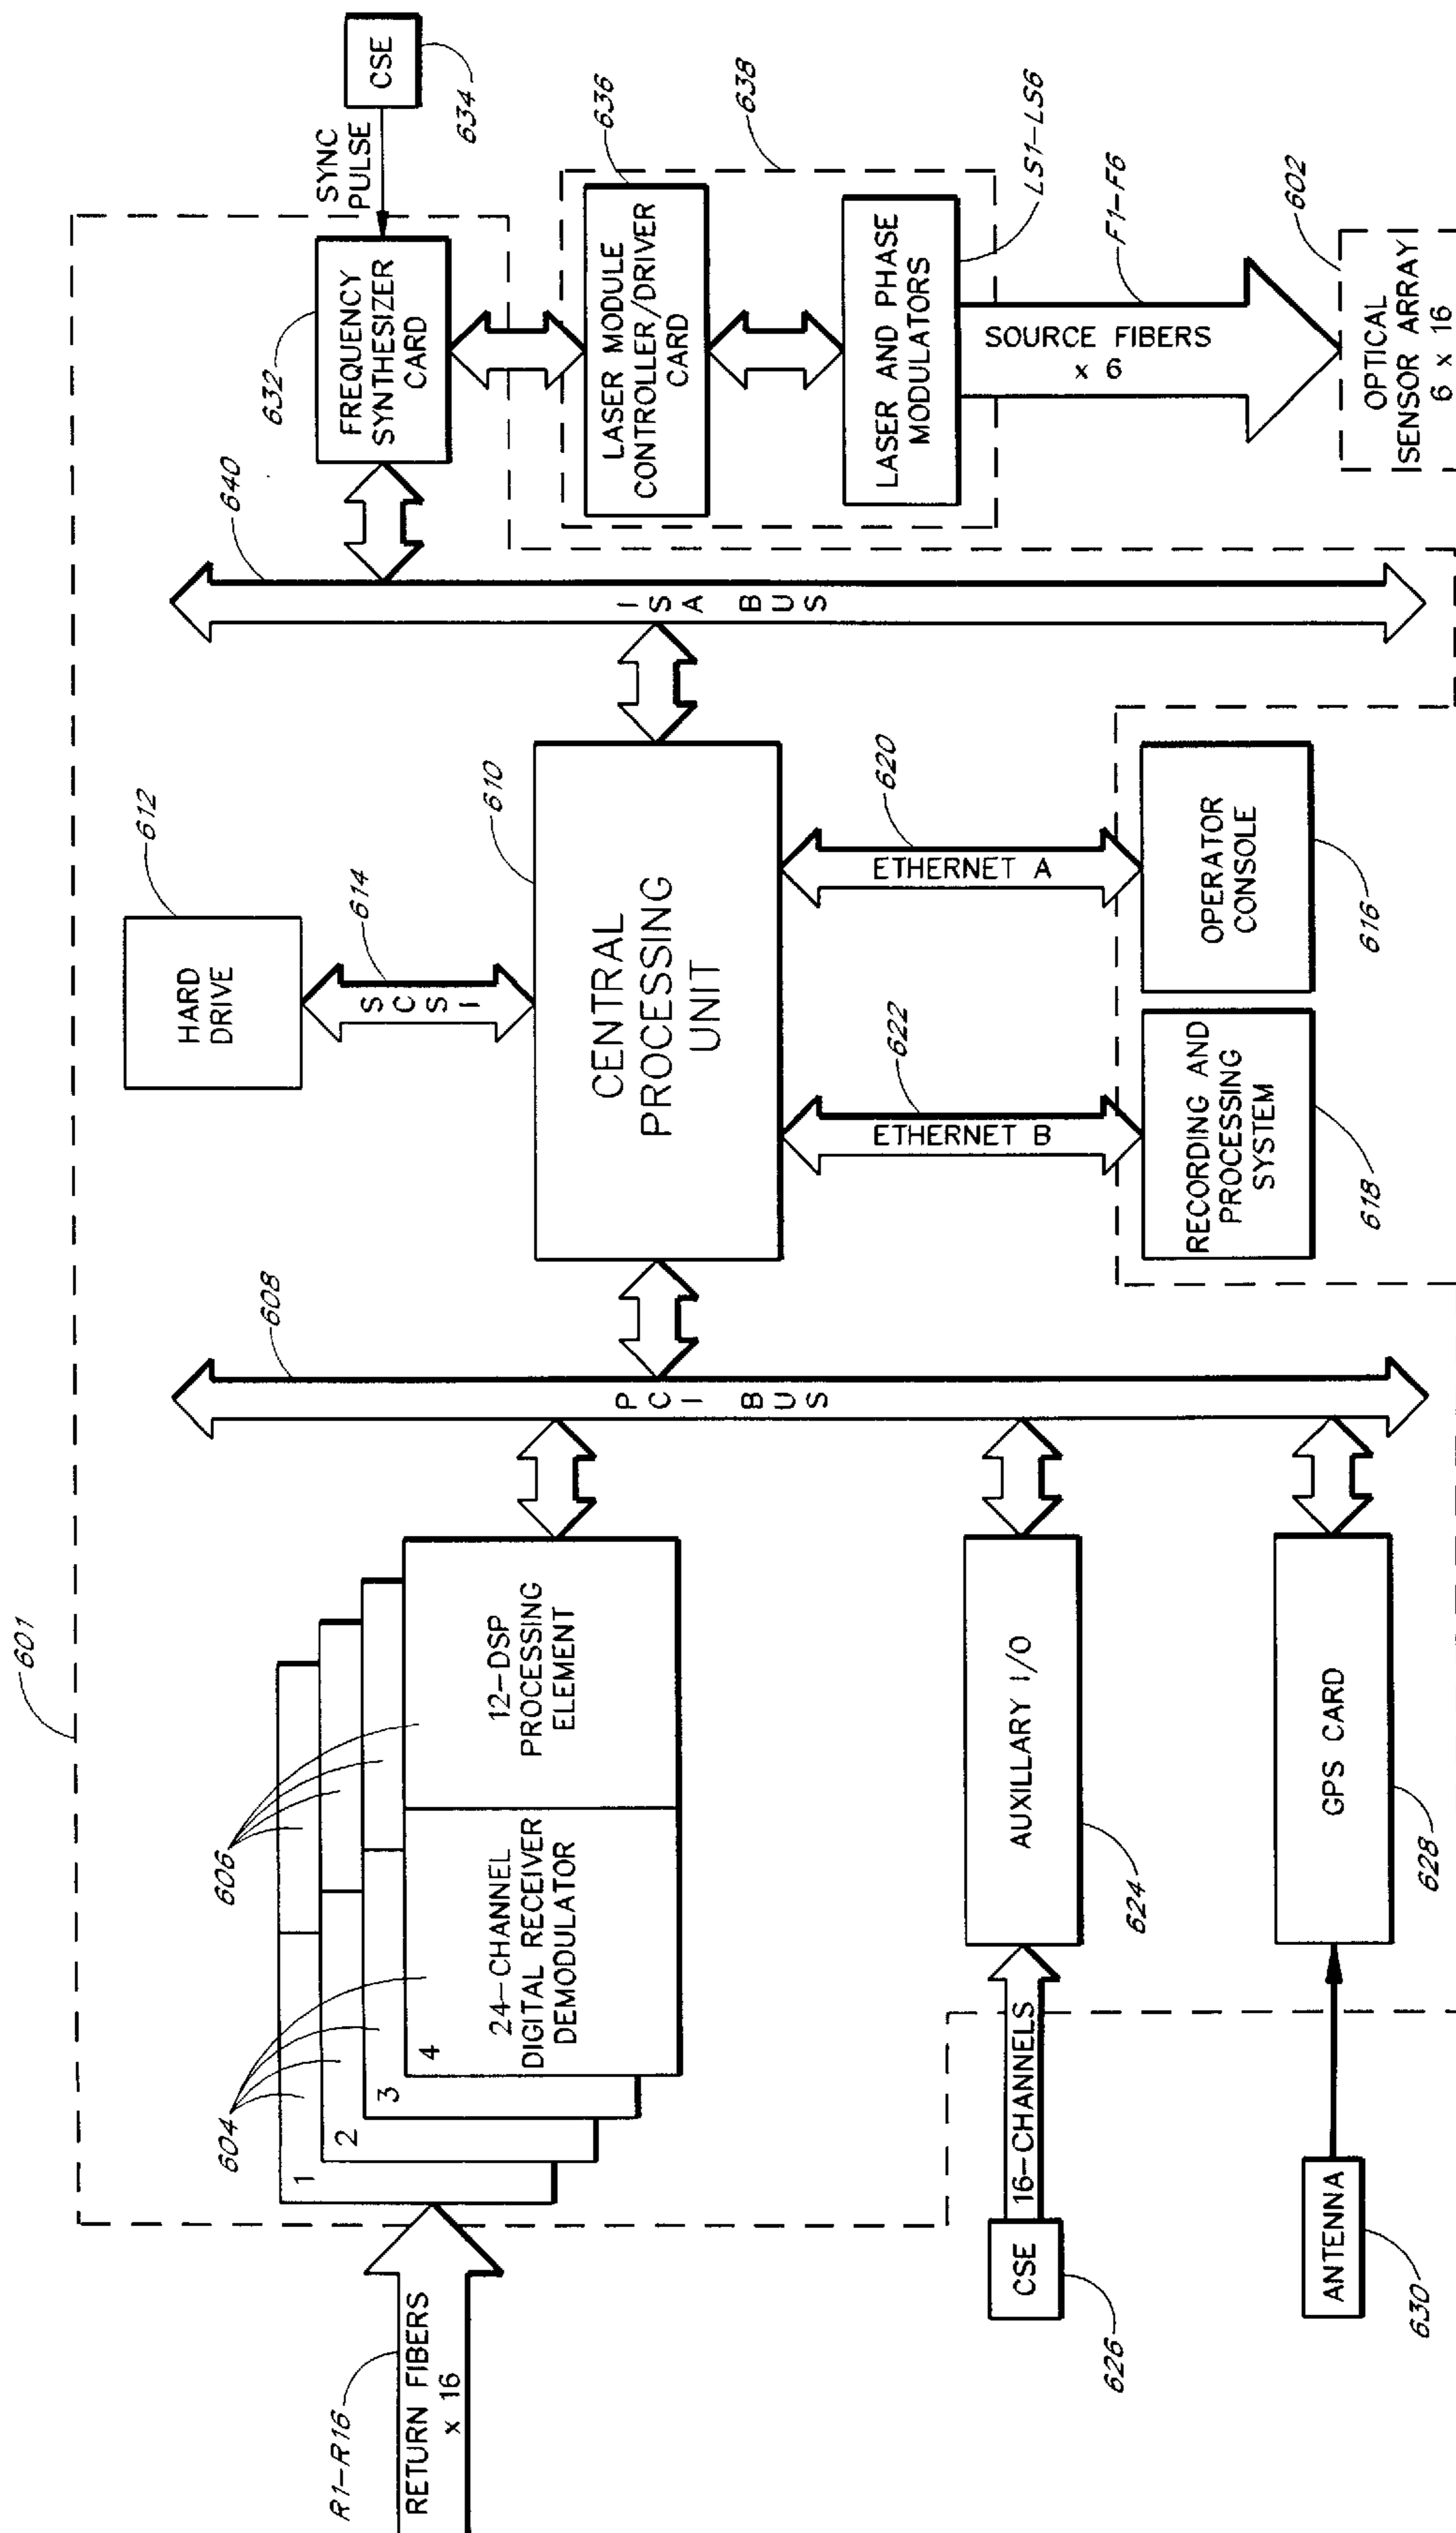 601
R1-R16
RETURN FIBERS
x 16
604
606
1
2
3
4
24-CHANNEL
DIGITAL RECEIVER
DEMODULATOR
12-DSP
PROCESSING
ELEMENT
CSE
626
16-CHANNELS
AUXILLARY I/O
624
ANTENNA
630
GPS CARD
628
608
PCI BUS
612
HARD
DRIVE
614
SCSI
610
CENTRAL
PROCESSING
UNIT
622
ETHERNET B
620
ETHERNET A
RECORDING AND
PROCESSING
SYSTEM
618
OPERATOR
CONSOLE
616
640
ISA BUS
632
FREQUENCY
SYNTHESIZER
CARD
SYNC
PULSE
CSE
634
636
LASER MODULE
CONTROLLER/DRIVER
CARD
638
LASER AND PHASE
MODULATORS
LS1-LS6
SOURCE FIBERS
x 6
F1-F6
602
OPTICAL
SENSOR ARRAY
6 x 16